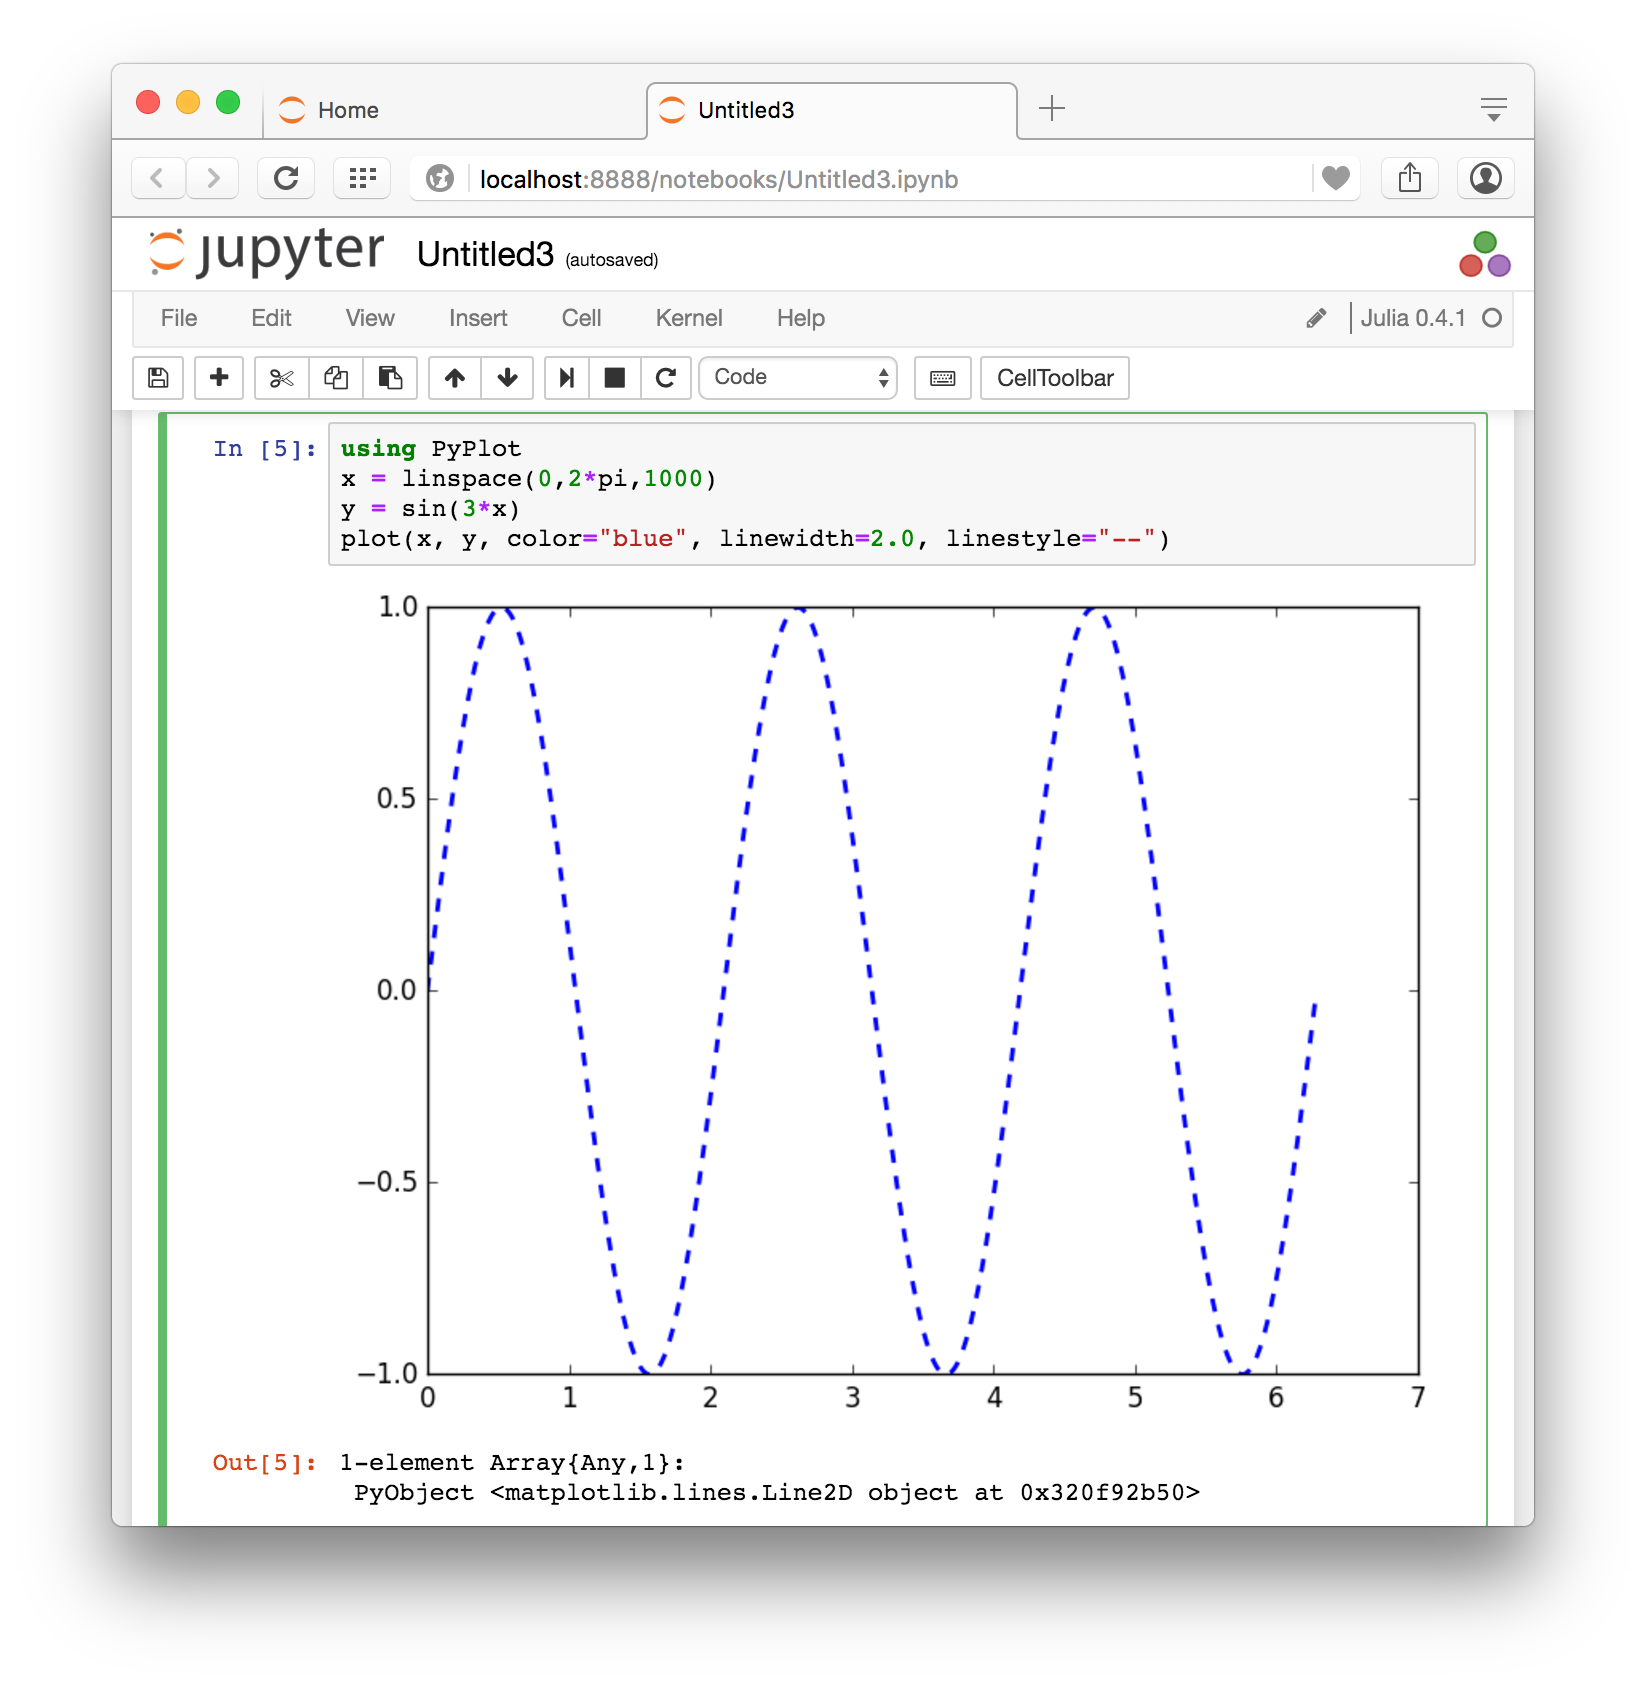 Home
Untitled3
localhost:8888/notebooks/Untitled3.ipynb
jupyter Untitled3 (autosaved)
File Edit View Insert Cell Kernel Help Julia 0.4.1
Code CellToolbar
In [5]: using PyPlot
x = linspace(0,2*pi,1000)
y = sin(3*x)
plot(x, y, color="blue", linewidth=2.0, linestyle="--")
1.0
0.5
0.0
−0.5
−1.0
0 1 2 3 4 5 6 7
Out[5]: 1-element Array{Any,1}:
PyObject <matplotlib.lines.Line2D object at 0x320f92b50>